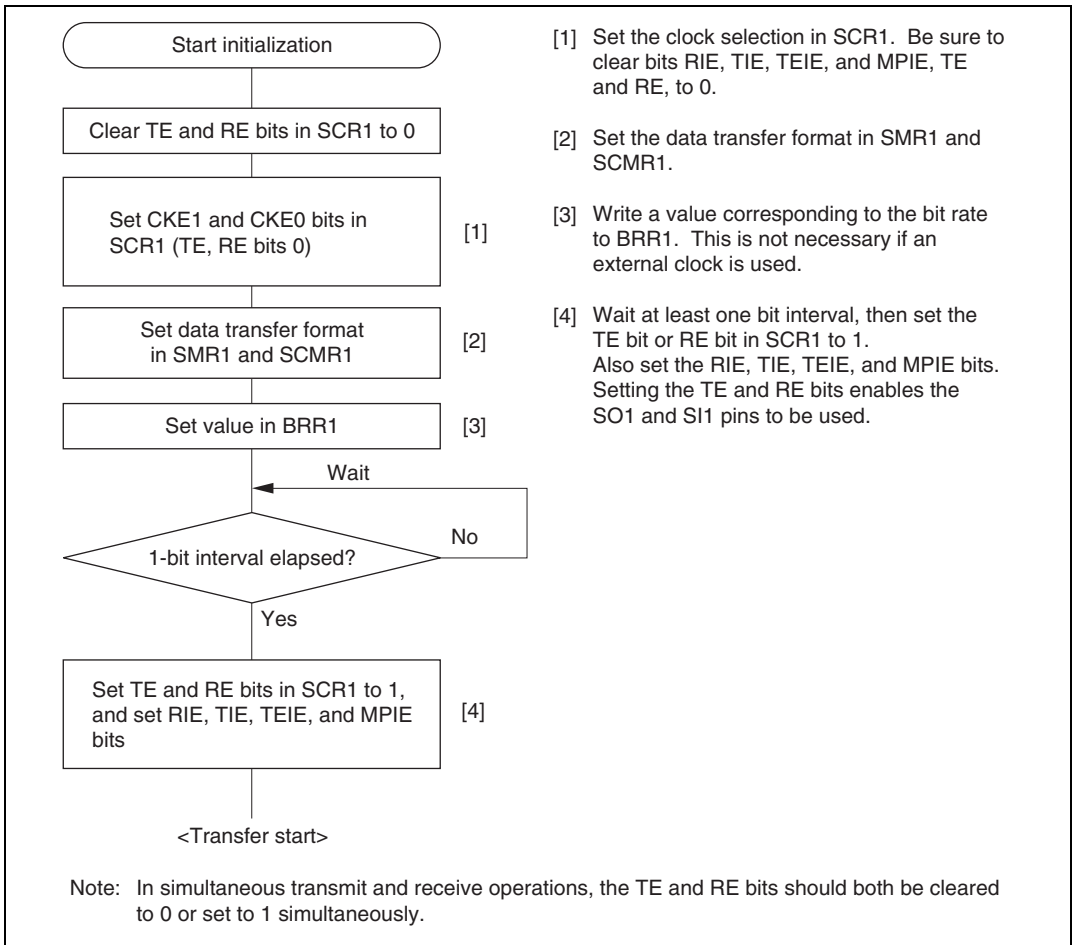 Start initialization
Clear TE and RE bits in SCR1 to 0
Set CKE1 and CKE0 bits in
SCR1 (TE, RE bits 0)
[1]
Set data transfer format
in SMR1 and SCMR1
[2]
Set value in BRR1
[3]
Wait
No
1-bit interval elapsed?
Yes
Set TE and RE bits in SCR1 to 1,
and set RIE, TIE, TEIE, and MPIE
bits
[4]
<Transfer start>
[1] Set the clock selection in SCR1. Be sure to
clear bits RIE, TIE, TEIE, and MPIE, TE
and RE, to 0.
[2] Set the data transfer format in SMR1 and
SCMR1.
[3] Write a value corresponding to the bit rate
to BRR1. This is not necessary if an
external clock is used.
[4] Wait at least one bit interval, then set the
TE bit or RE bit in SCR1 to 1.
Also set the RIE, TIE, TEIE, and MPIE bits.
Setting the TE and RE bits enables the
SO1 and SI1 pins to be used.
Note: In simultaneous transmit and receive operations, the TE and RE bits should both be cleared
to 0 or set to 1 simultaneously.